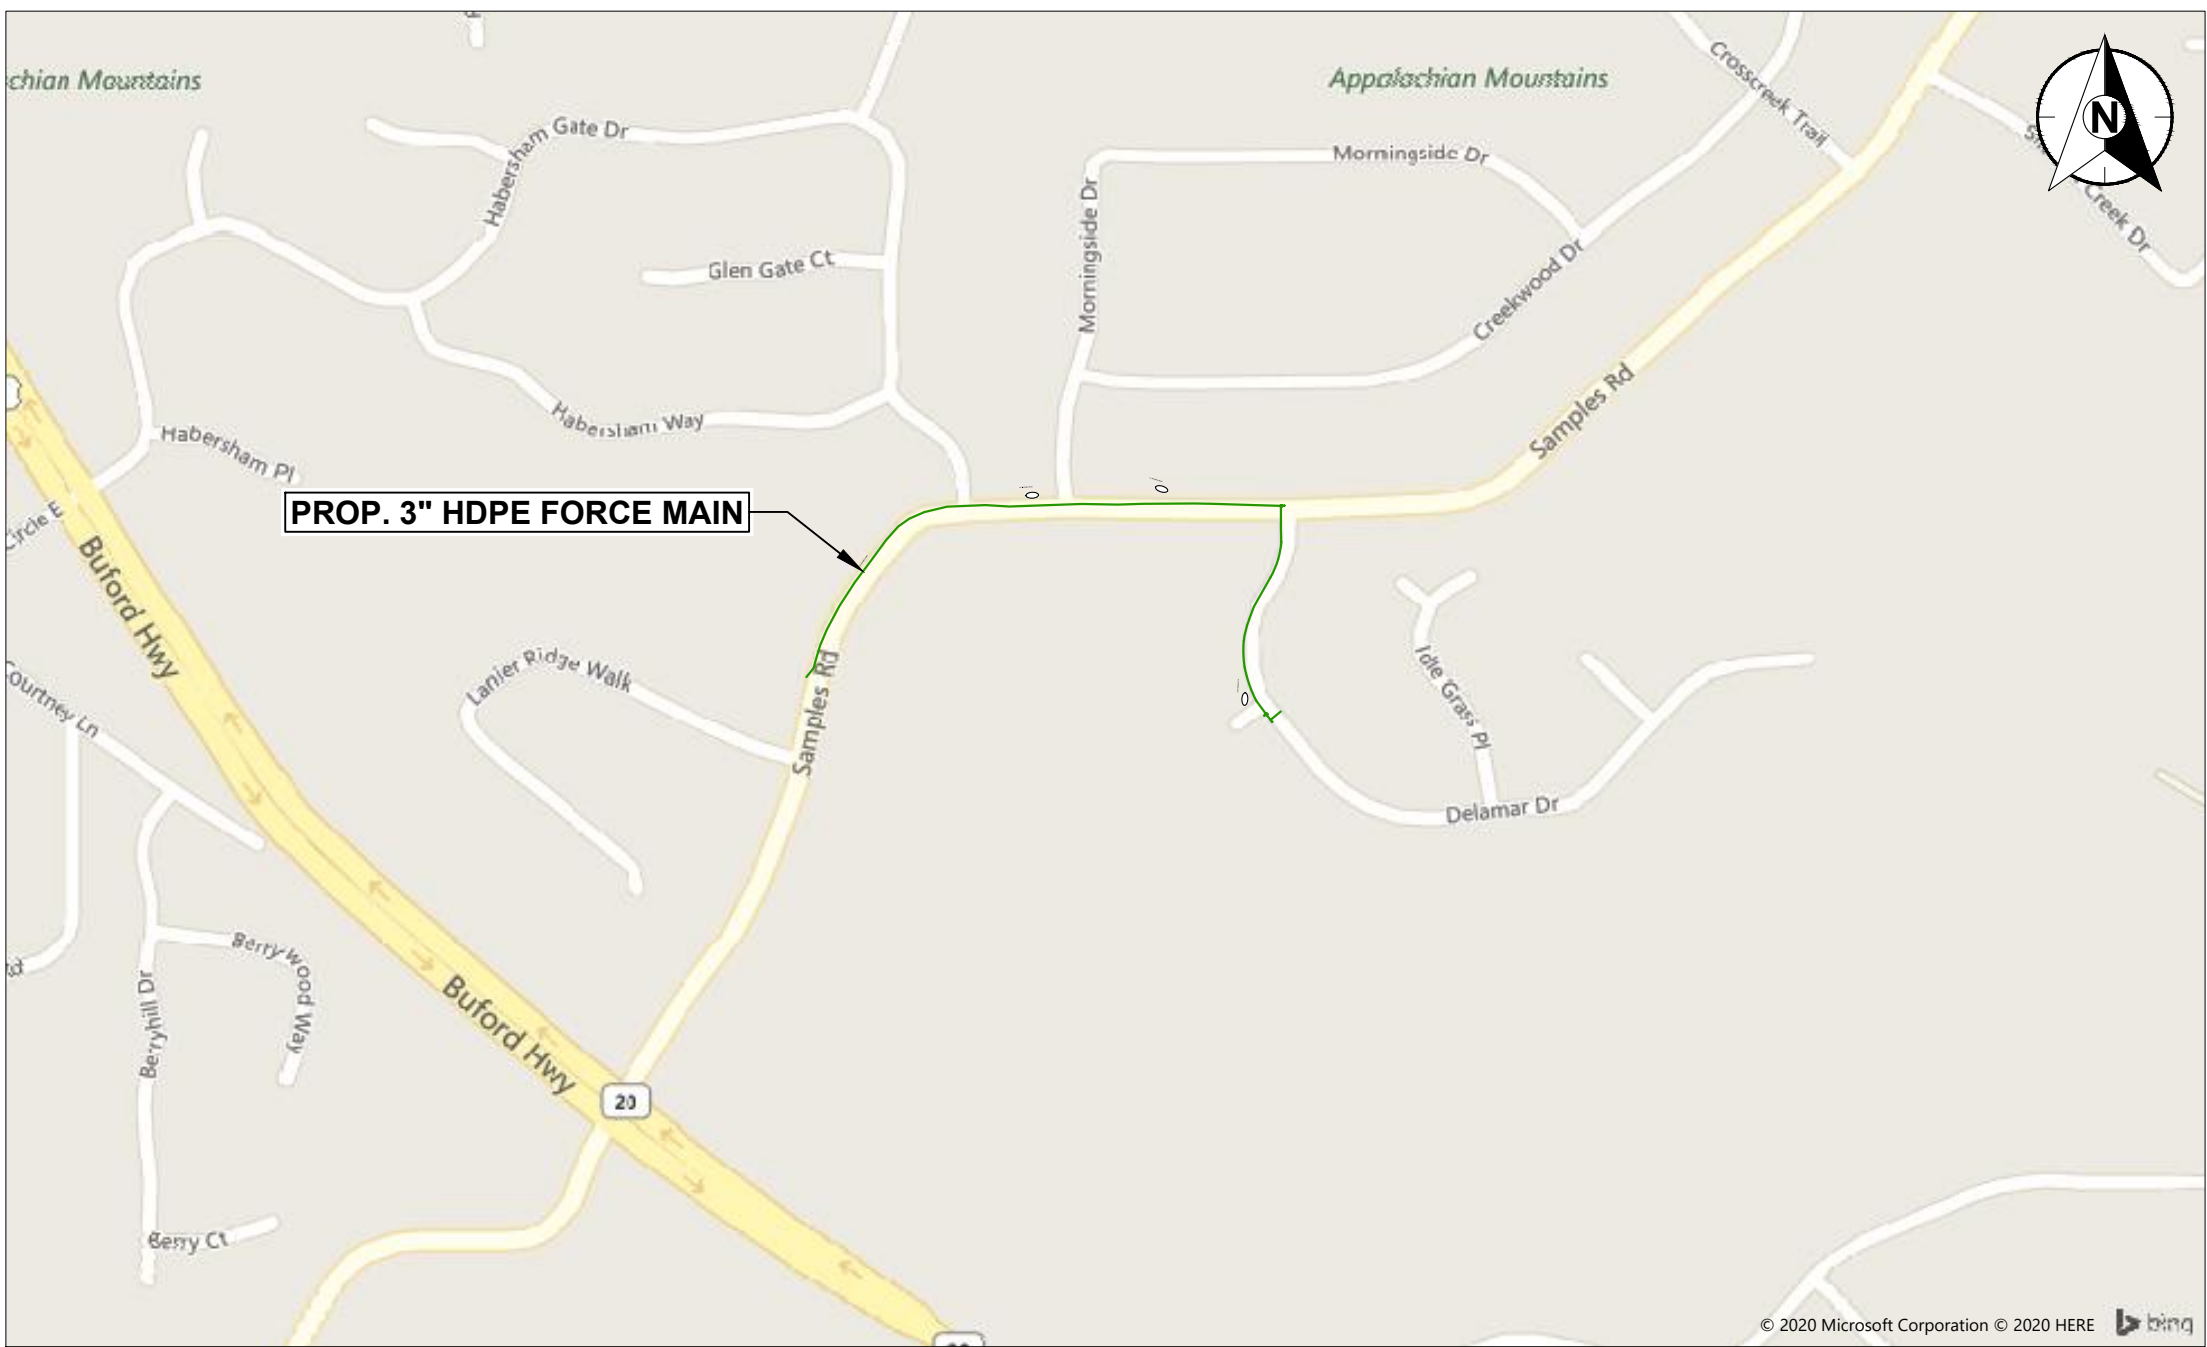 chian Mountains
Appalachian Mountains
Crosscreek Trail
N
Habersham Gate Dr
Morningside Dr
Morningside Dr
Creek Dr
Glen Gate Ct
Creekwood Dr
Samples Rd
Habersham Way
Habersham Pl
PROP. 3" HDPE FORCE MAIN
Circle E
Buford Hwy
Lanier Ridge Walk
Samples Rd
Idle Grass Pl
Courtney Ln
Delamar Dr
Berrywood Way
Berryhill Dr
Buford Hwy
20
Berry Ct
© 2020 Microsoft Corporation © 2020 HERE
bing